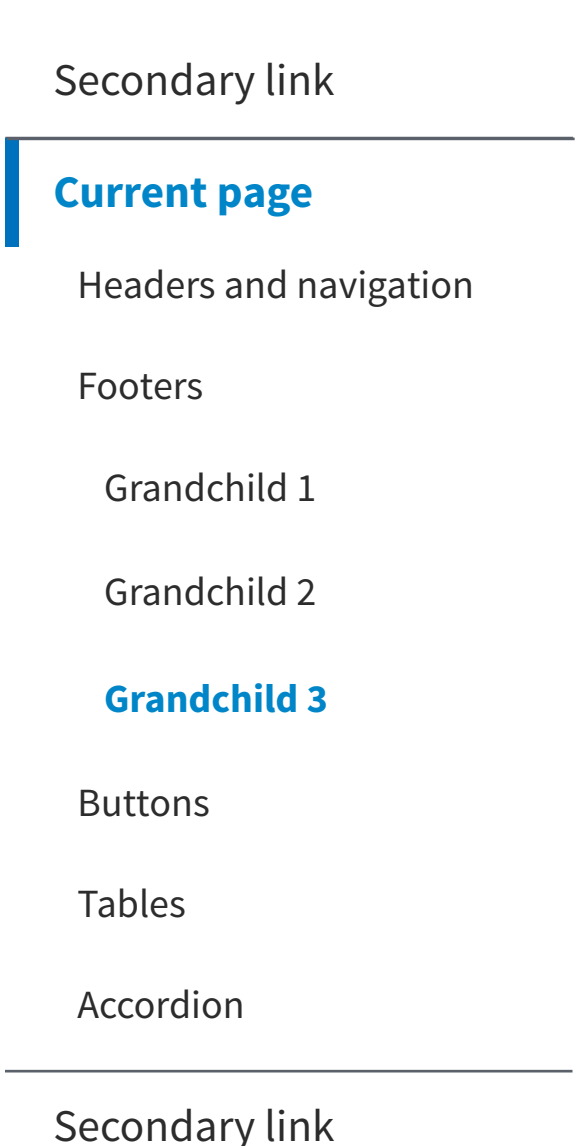 Secondary link
Current page
Headers and navigation
Footers
Grandchild 1
Grandchild 2
Grandchild 3
Buttons
Tables
Accordion
Secondary link